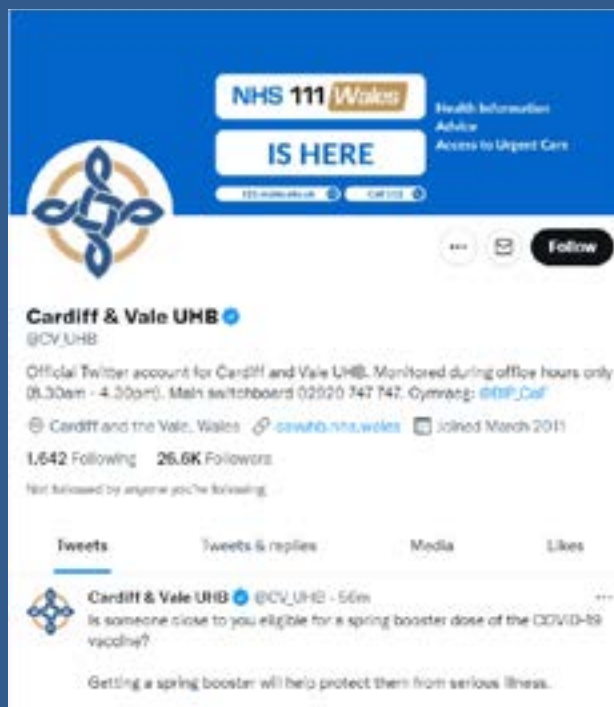 NHS 111 Wales
IS HERE
Health Information
Advice
Access to Urgent Care
Follow
Cardiff & Vale UHB
@CV_UHB
Official Twitter account for Cardiff and Vale UHB. Monitored during office hours only
(8.30am - 4.30pm). Main switchboard 02920 747 747. Cymraeg:
Cardiff and the Vale, Wales cavuhb.nhs.wales Joined March 2011
1,642 Following 26.6K Followers
Not followed by anyone you're following
Tweets Tweets & replies Media Likes
Cardiff & Vale UHB @CV_UHB · 56m
Is someone close to you eligible for a spring booster dose of the COVID-19
vaccine?
Getting a spring booster will help protect them from serious illness.